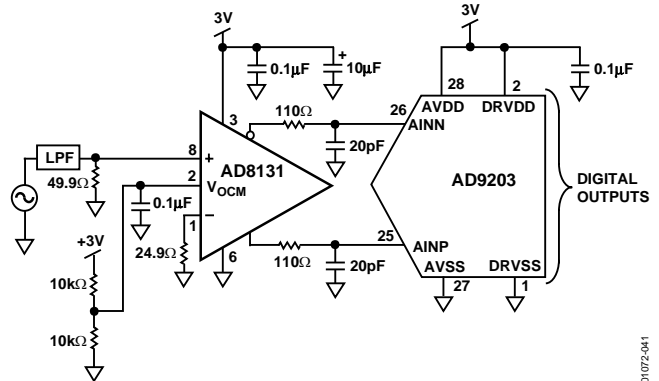 3V
3V
0.1µF
+
10µF
0.1µF
28
2
3
110Ω
26
AVDD
DRVDD
AINN
LPF
8
+
20pF
AD8131
2
VOCM
AD9203
DIGITAL
OUTPUTS
49.9Ω
0.1µF
1
−
25
AINP
+3V
24.9Ω
6
110Ω
20pF
AVSS
DRVSS
10kΩ
27
1
10kΩ
01072-041